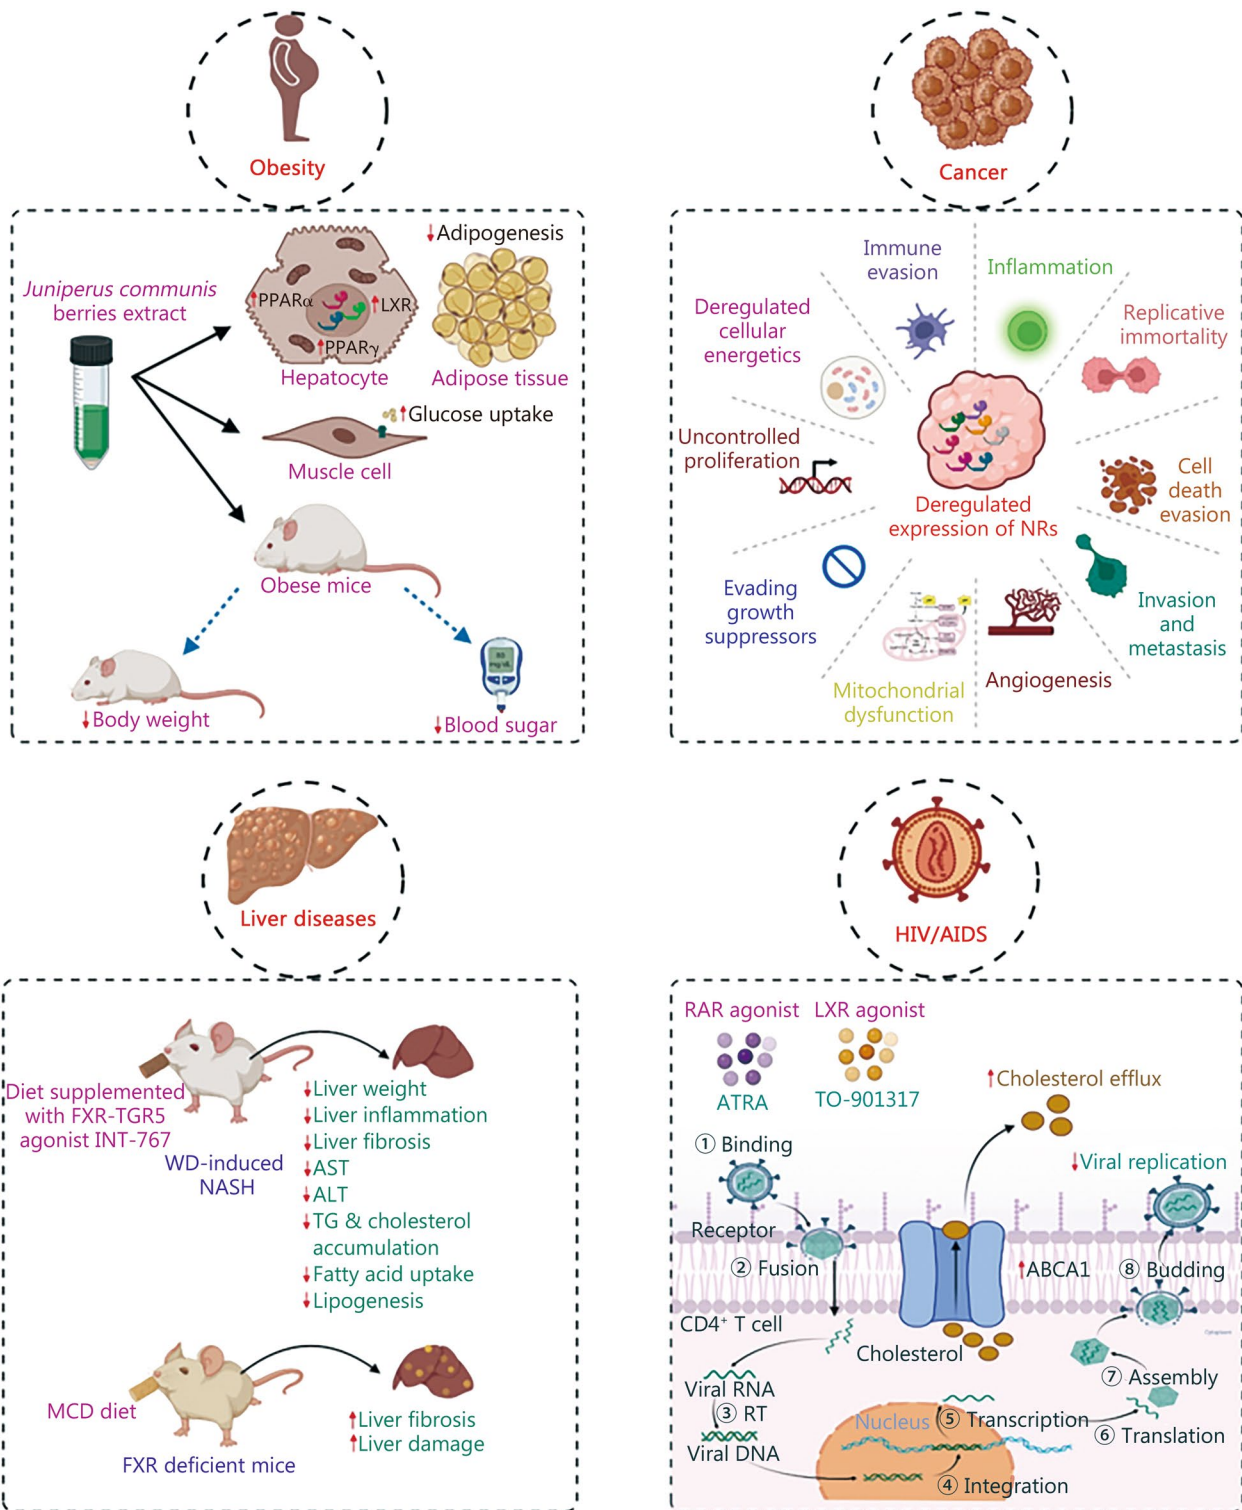 Obesity
Juniperus communis
berries extract
↓Adipogenesis
↑PPARα
↑LXR
↑PPARγ
Hepatocyte
Adipose tissue
↑Glucose uptake
Muscle cell
Obese mice
↓Body weight
↓Blood sugar
Cancer
Immune
evasion
Inflammation
Deregulated
cellular
energetics
Replicative
immortality
Uncontrolled
proliferation
Cell
death
evasion
Deregulated
expression of NRs
Evading
growth
suppressors
Invasion
and
metastasis
Mitochondrial
dysfunction
Angiogenesis
Liver diseases
Diet supplemented
with FXR-TGR5
agonist INT-767
WD-induced
NASH
↓Liver weight
↓Liver inflammation
↓Liver fibrosis
↓AST
↓ALT
↓TG & cholesterol
accumulation
↓Fatty acid uptake
↓Lipogenesis
MCD diet
FXR deficient mice
↑Liver fibrosis
↑Liver damage
HIV/AIDS
RAR agonist
LXR agonist
ATRA
TO-901317
↑Cholesterol efflux
① Binding
↓Viral replication
Receptor
② Fusion
↑ABCA1
⑧ Budding
CD4⁺ T cell
Cholesterol
Viral RNA
③ RT
Viral DNA
Nucleus
⑤ Transcription
⑦ Assembly
⑥ Translation
④ Integration